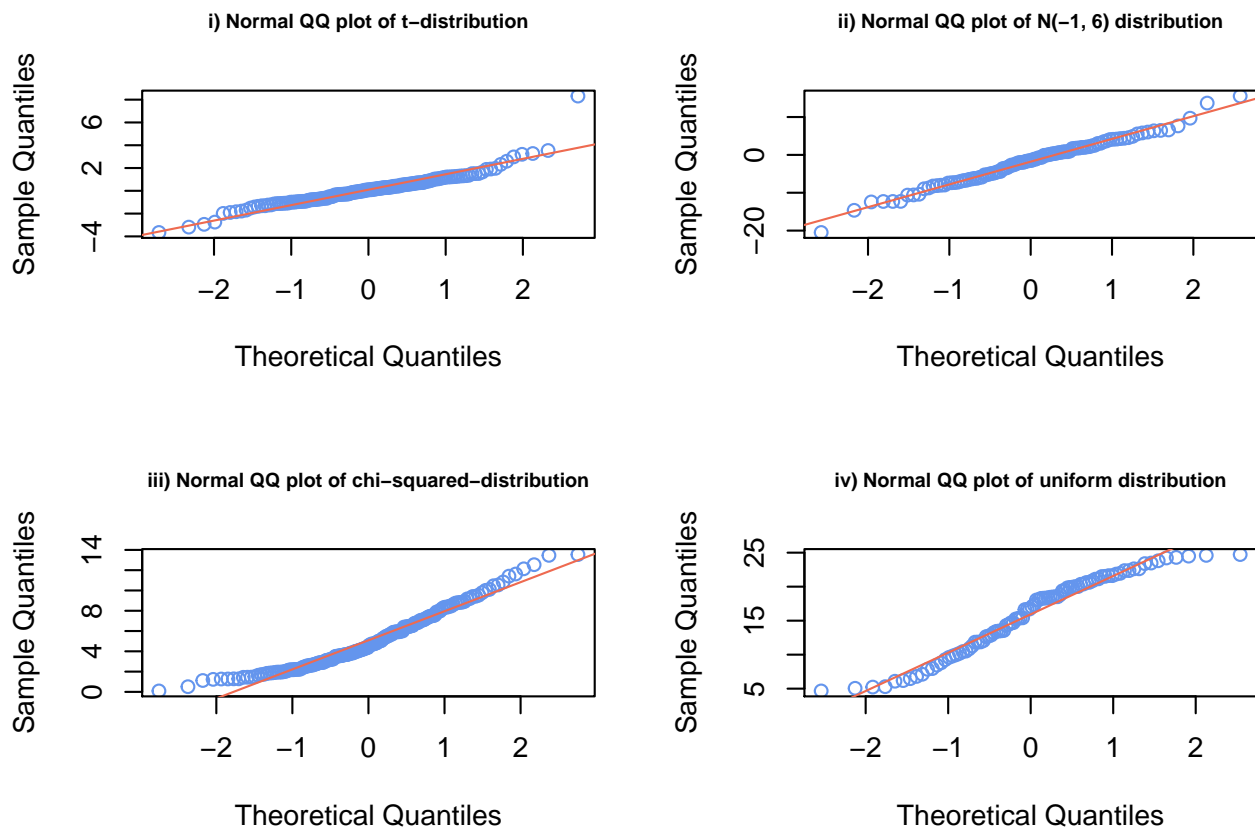 i) Normal QQ plot of t−distribution
Sample Quantiles
6
2
−4
−2 −1 0 1 2
Theoretical Quantiles
ii) Normal QQ plot of N(−1, 6) distribution
Sample Quantiles
0
−20
−2 −1 0 1 2
Theoretical Quantiles
iii) Normal QQ plot of chi−squared−distribution
Sample Quantiles
14
8
4
0
−2 −1 0 1 2
Theoretical Quantiles
iv) Normal QQ plot of uniform distribution
Sample Quantiles
25
15
5
−2 −1 0 1 2
Theoretical Quantiles